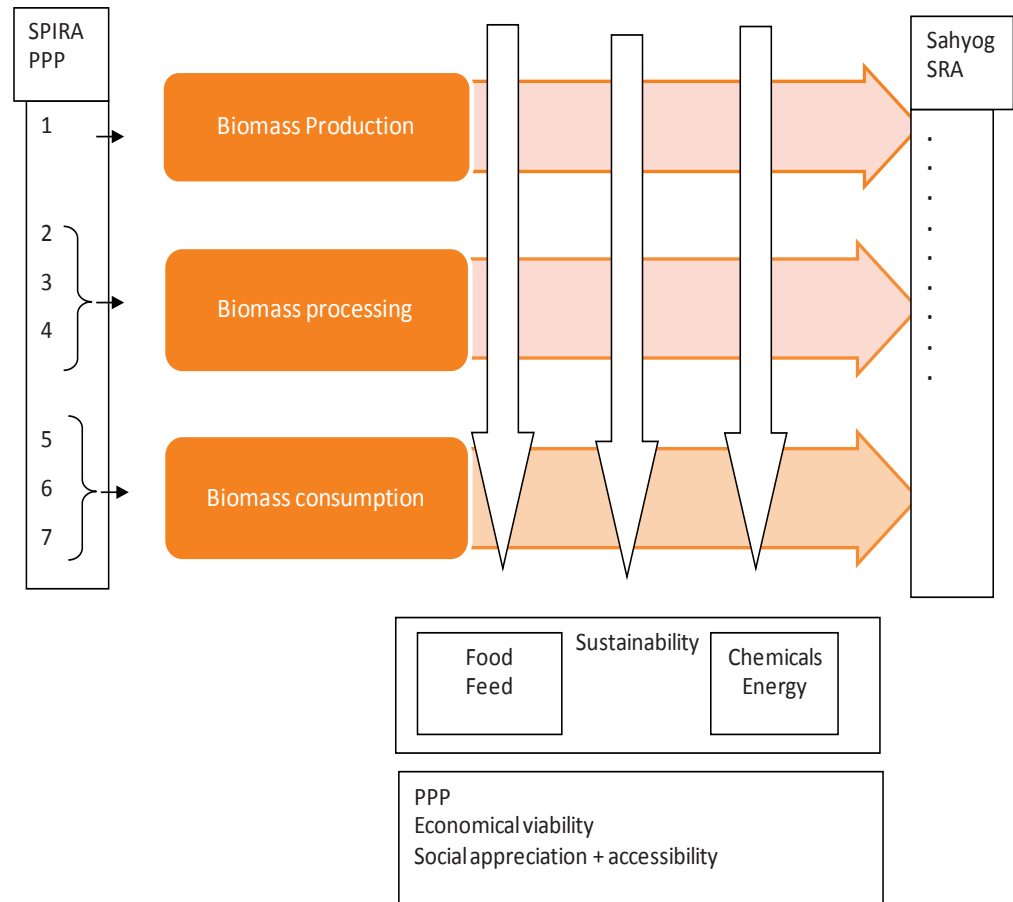 SPIRA
PPP
1
2
3
4
5
6
7
Biomass Production
Biomass processing
Biomass consumption
Sahyog
SRA
.
.
.
.
.
.
.
.
.
Sustainability
Food
Feed
Chemicals
Energy
PPP
Economical viability
Social appreciation + accessibility